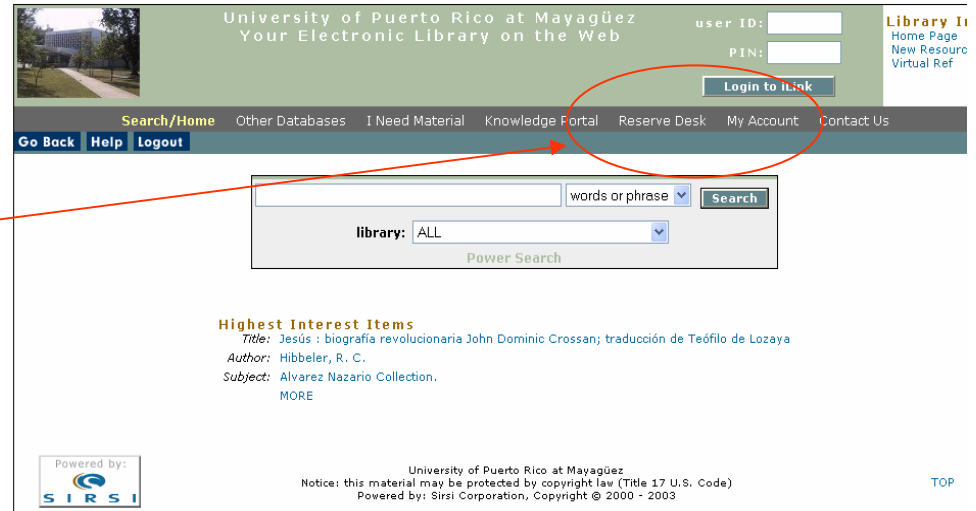 University of Puerto Rico at Mayagüez
Your Electronic Library on the Web
user ID:
PIN:
Login to iLink
Library
Home Page
New Resourc
Virtual Ref
Search/Home Other Databases I Need Material Knowledge Portal Reserve Desk My Account Contact Us
Go Back Help Logout
words or phrase Search
library: ALL
Power Search
Highest Interest Items
Title: Jesús : biografía revolucionaria John Dominic Crossan; traducción de Teófilo de Lozaya
Author: Hibbeler, R. C.
Subject: Alvarez Nazario Collection.
MORE
Powered by:
SIRSI
University of Puerto Rico at Mayagüez
Notice: this material may be protected by copyright law (Title 17 U.S. Code)
Powered by: Sirsi Corporation, Copyright © 2000 - 2003
TOP